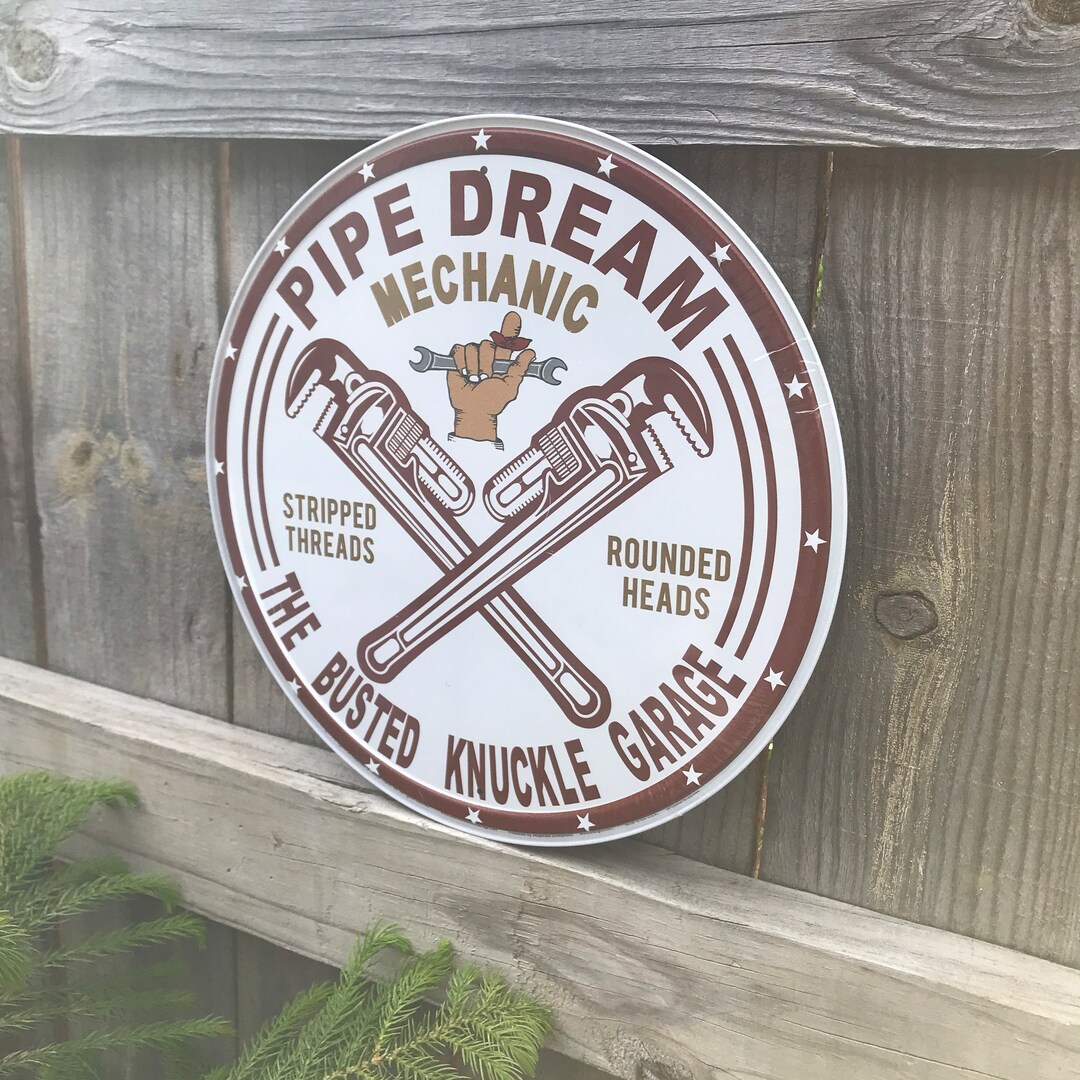 PIPE DREAM
MECHANIC
STRIPPED
THREADS
ROUNDED
HEADS
THE BUSTED KNUCKLE GARAGE